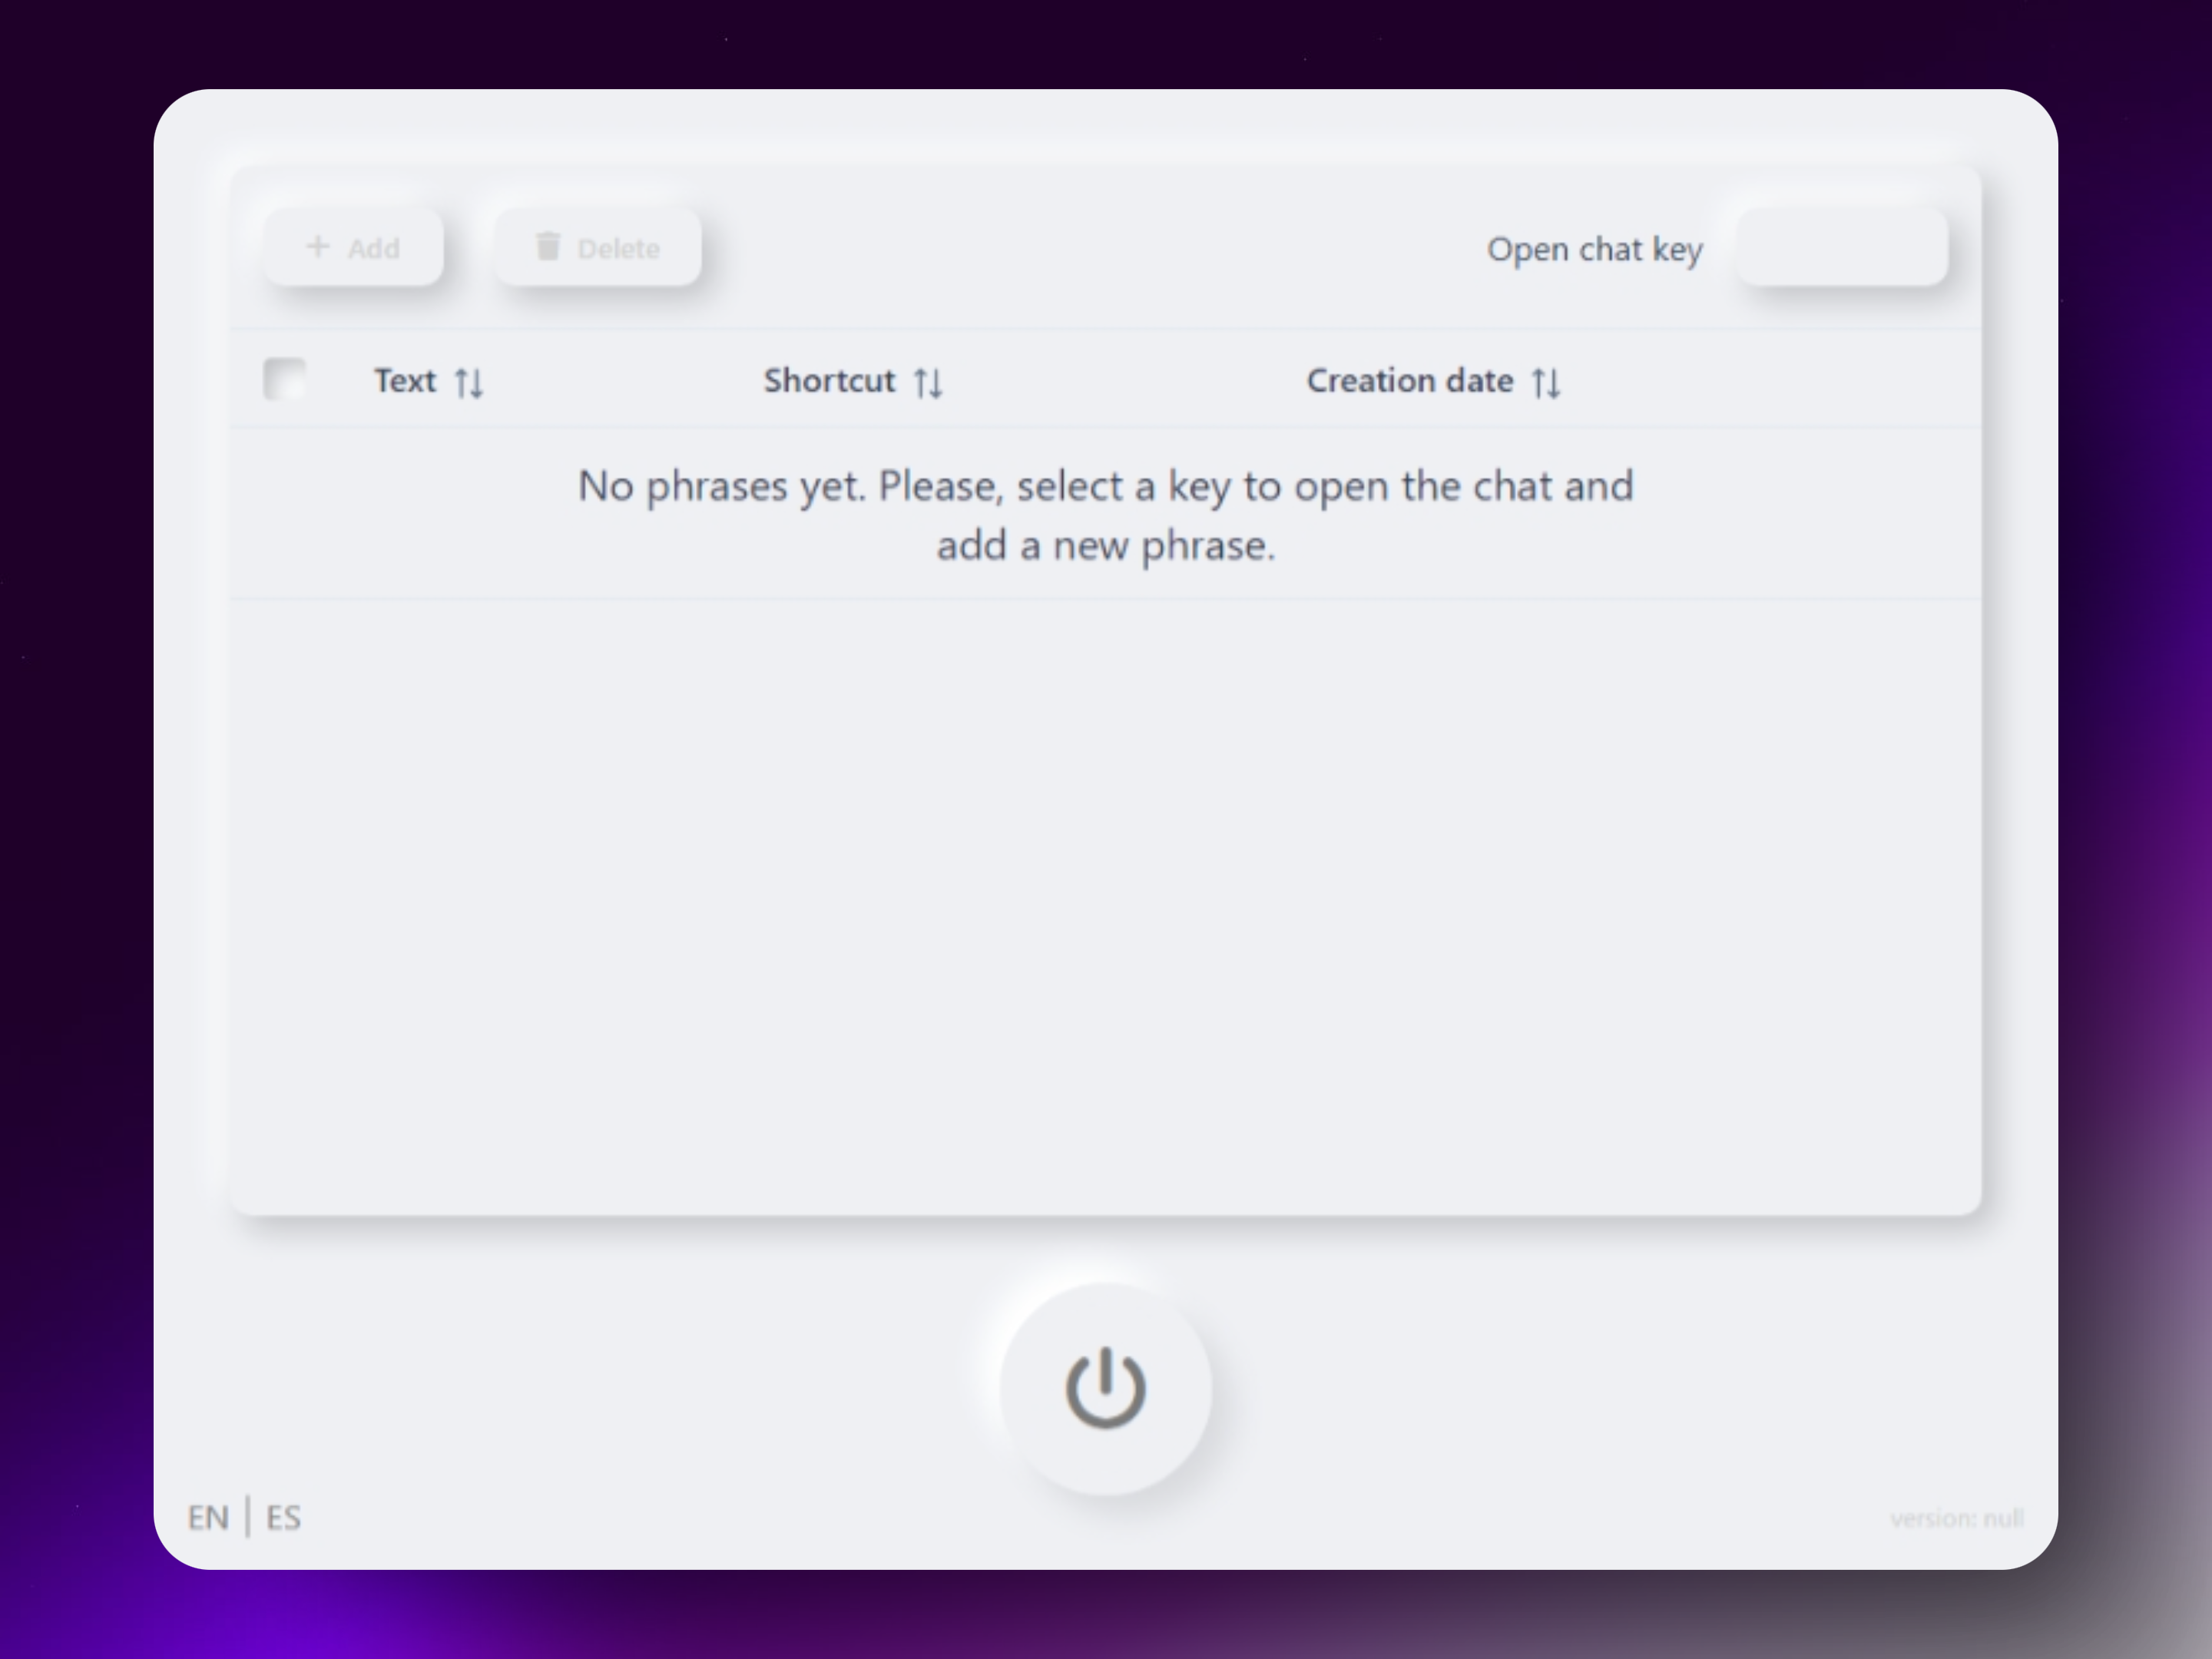 Add
Delete
Open chat key
Text
Shortcut
Creation date
No phrases yet. Please, select a key to open the chat and
add a new phrase.
EN | ES
version: null